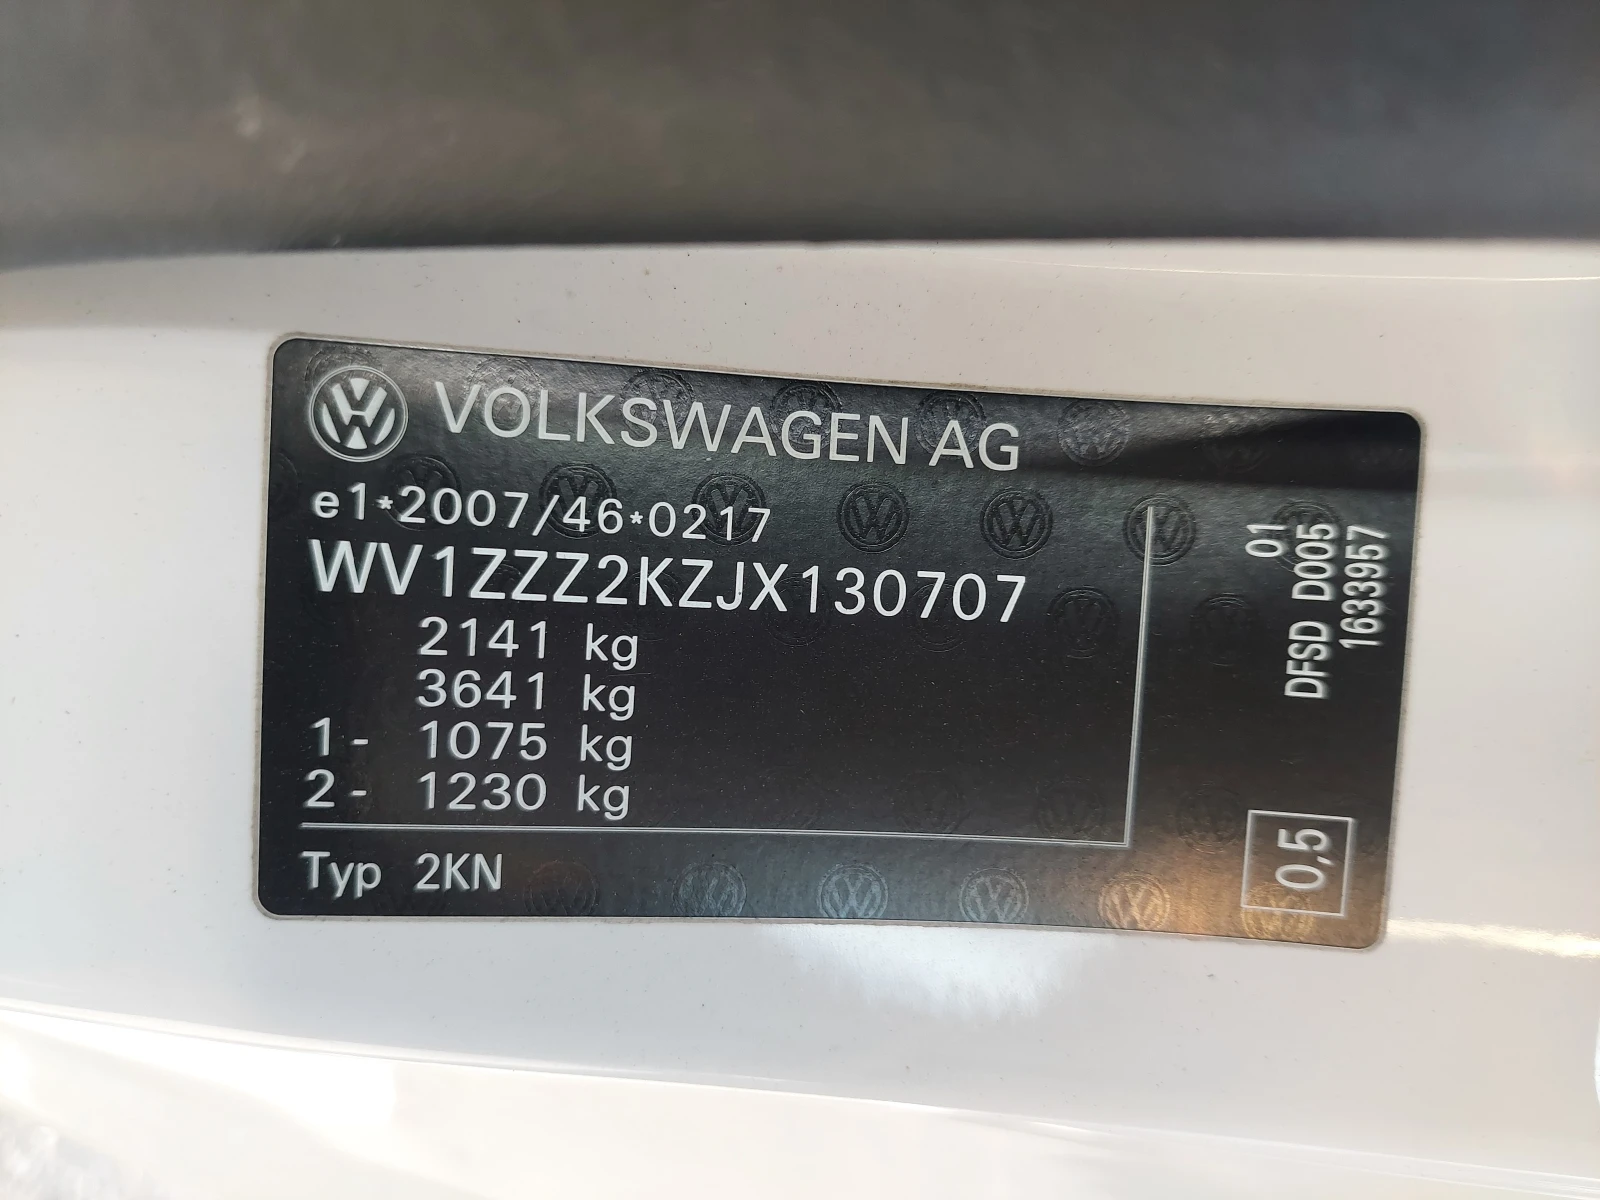 VOLKSWAGEN AG
e1*2007/46*0217
WV1ZZZ2KZJX130707
2141 kg
3641 kg
1- 1075 kg
2- 1230 kg
Typ 2KN
01
DFSD D005
1633957
0,5